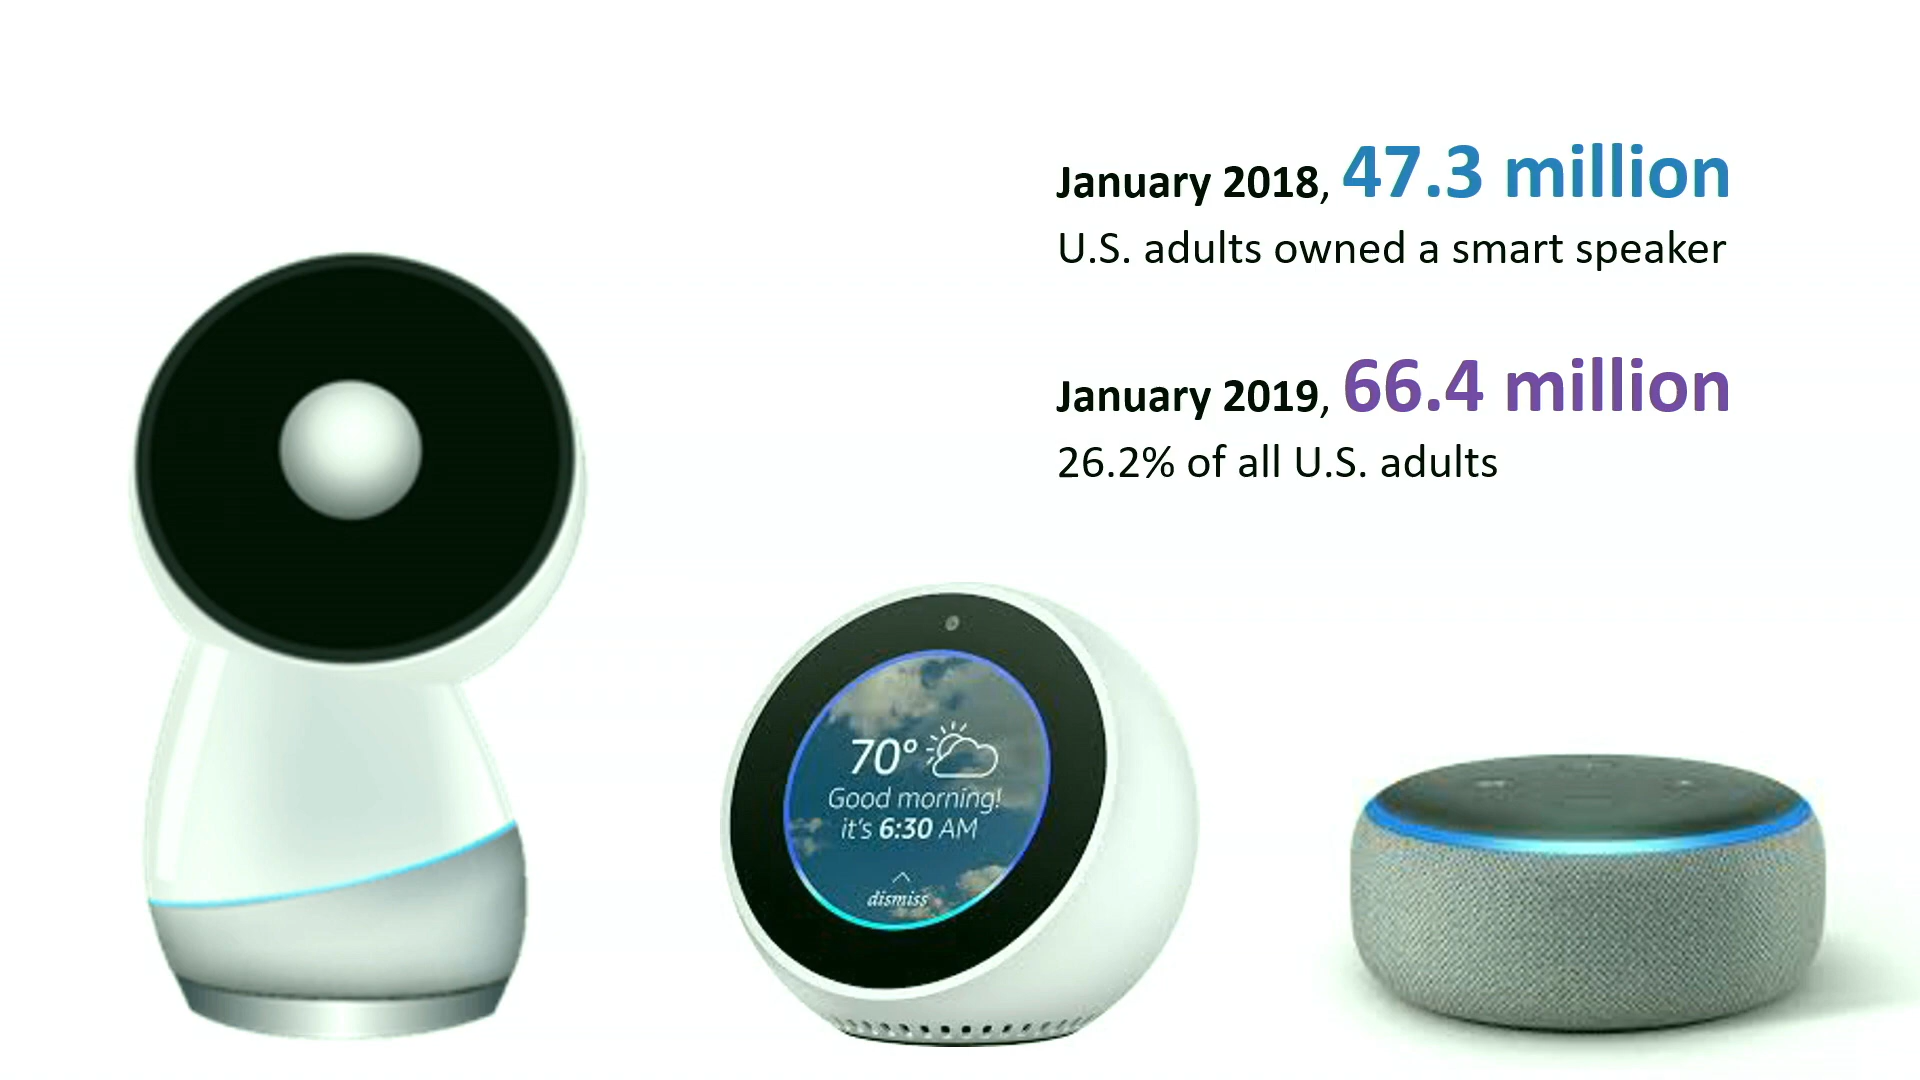 January 2018, 47.3 million
U.S. adults owned a smart speaker
January 2019, 66.4 million
26.2% of all U.S. adults
70°
Good morning!
it's 6:30 AM
dismiss